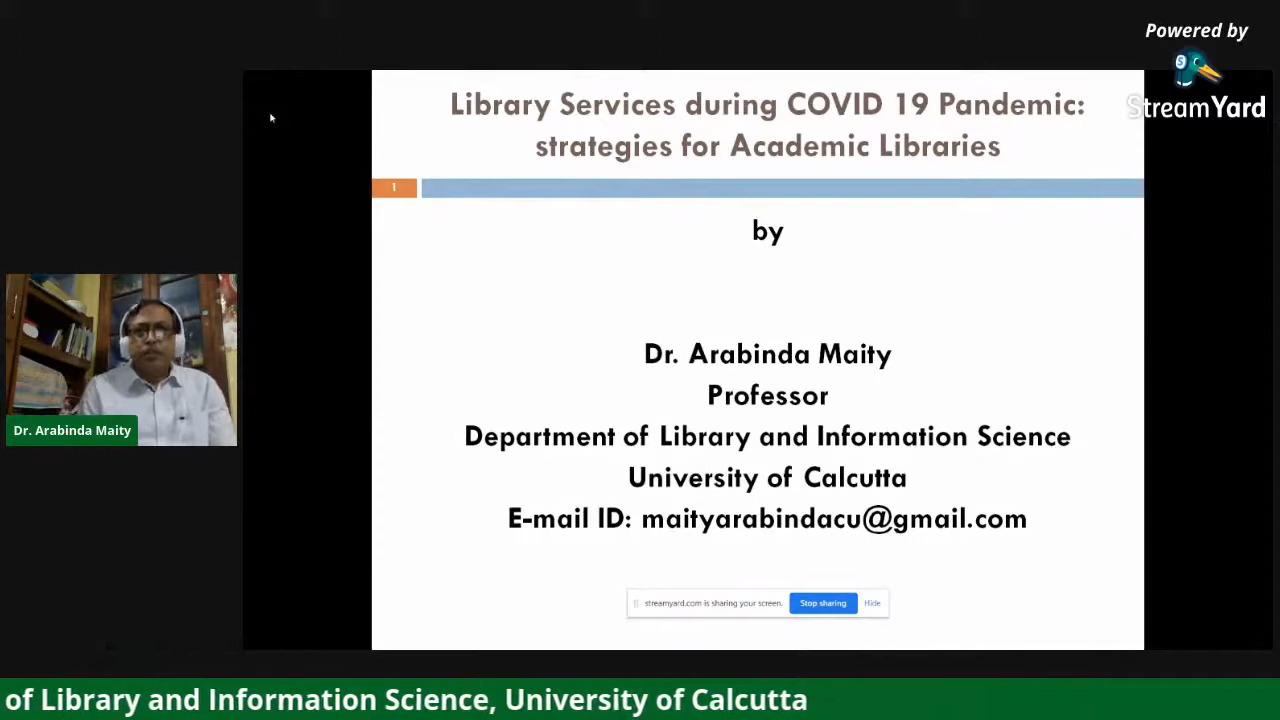 Powered by
StreamYard
Library Services during COVID 19 Pandemic:
strategies for Academic Libraries
1
by
Dr. Arabinda Maity
Professor
Department of Library and Information Science
University of Calcutta
E-mail ID: maityarabindacu@gmail.com
streamyard.com is sharing your screen.
Stop sharing
Hide
Dr. Arabinda Maity
of Library and Information Science, University of Calcutta